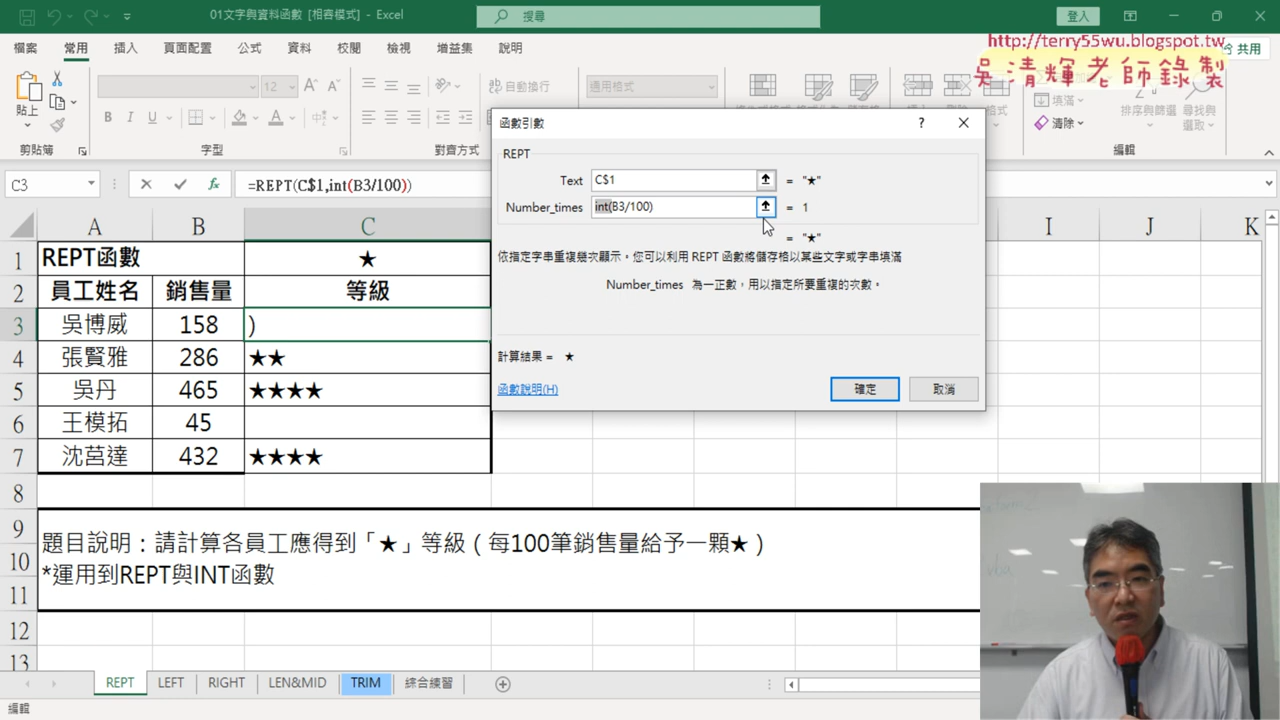 01文字與資料函數 [相容模式] - Excel
搜尋
登入
http://terry55wu.blogspot.tw
吳清輝老師錄製
檔案 常用 插入 頁面配置 公式 資料 校閱 檢視 增益集 說明
共用
貼上
12
自動換行
通用格式
填滿
清除
排序與篩選
尋找與選取
剪貼簿 字型 對齊方式 編輯
C3
=REPT(C$1,int(B3/100))
函數引數
REPT
Text C$1 = "★"
Number_times int(B3/100) = 1
= "★"
依指定字串重複幾次顯示。您可以利用 REPT 函數將儲存格以某些文字或字串填滿
Number_times 為一正數，用以指定所要重複的次數。
計算結果 = ★
函數說明(H)
確定 取消
A B C I J K
1 REPT函數 ★
2 員工姓名 銷售量 等級
3 吳博威 158 )
4 張賢雅 286 ★★
5 吳丹 465 ★★★★
6 王模拓 45
7 沈莒達 432 ★★★★
8
9
10
11
題目說明：請計算各員工應得到「★」等級（每100筆銷售量給予一顆★）
*運用到REPT與INT函數
12
13
REPT LEFT RIGHT LEN&MID TRIM 綜合練習
編輯